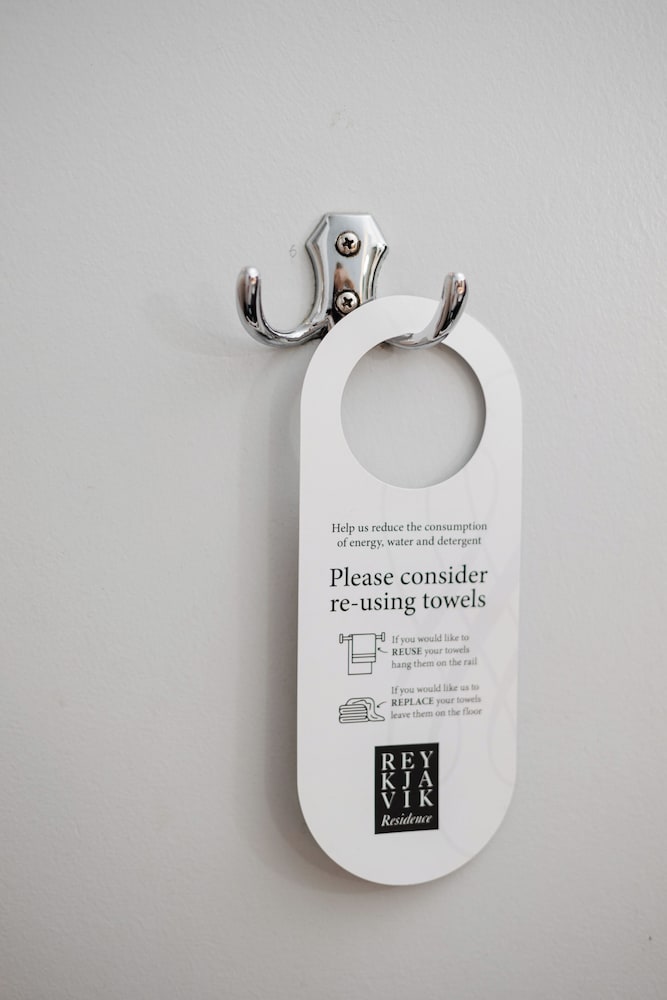 Help us reduce the consumption
of energy, water and detergent
Please consider
re-using towels
If you would like to
REUSE your towels
hang them on the rail
If you would like us to
REPLACE your towels
leave them on the floor
REY
KJA
VIK
Residence